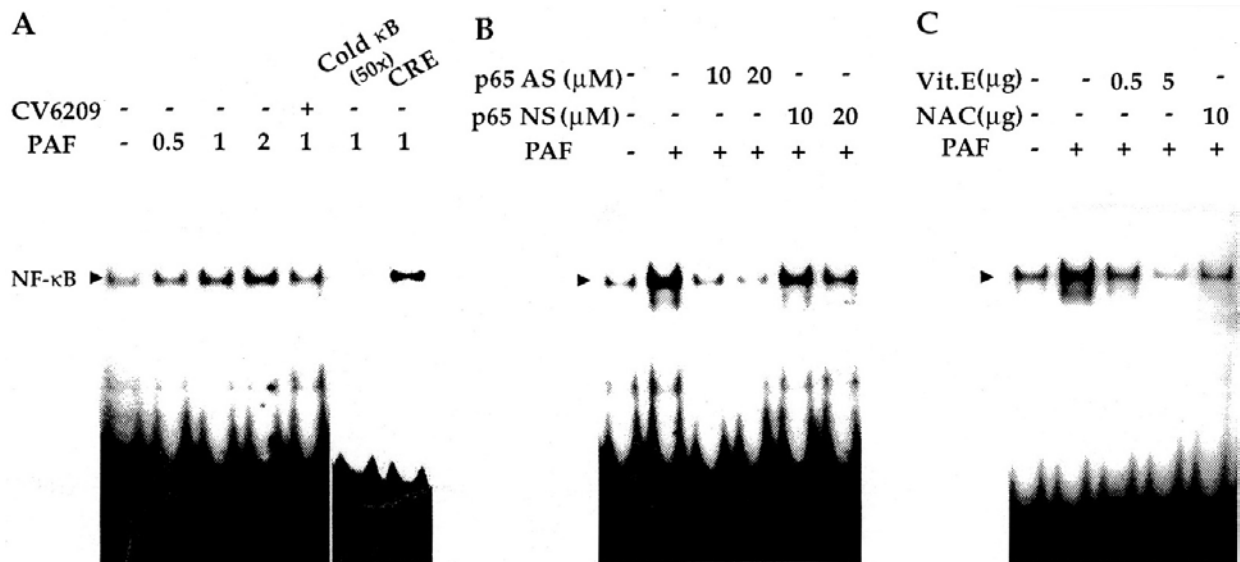 A
Cold κB
(50x)
CRE
CV6209 - - - - + - -
PAF - 0.5 1 2 1 1 1
NF-κB
B
p65 AS (μM) - - 10 20 - -
p65 NS (μM) - - - - 10 20
PAF - + + + + +
C
Vit.E(μg) - - 0.5 5 -
NAC(μg) - - - - 10
PAF - + + + +